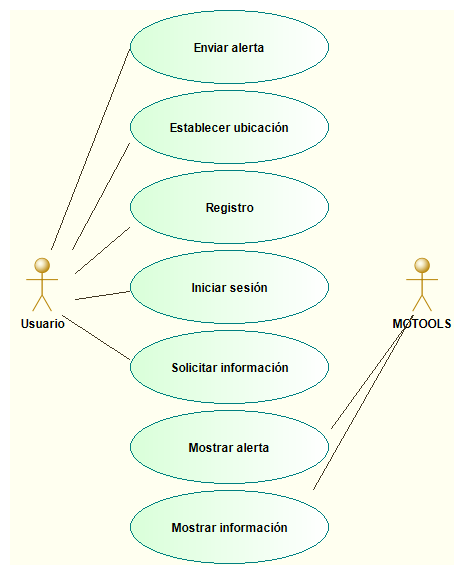 Enviar alerta
Establecer ubicación
Registro
Iniciar sesión
Usuario
MOTOOLS
Solicitar información
Mostrar alerta
Mostrar información